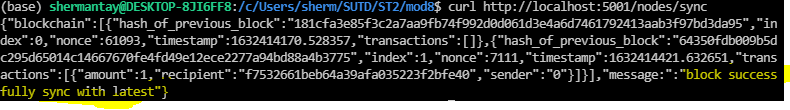 (base) shermantay@DESKTOP-8JI6FF8:/c/Users/sherm/SUTD/ST2/mod8$ curl http://localhost:5001/nodes/sync
{"blockchain":[{"hash_of_previous_block":"181cfa3e85f3c2a7aa9fb74f992d0d061d3e4a6d7461792413aab3f97bd3da95","in
dex":0,"nonce":61093,"timestamp":1632414170.528357,"transactions":[]},{"hash_of_previous_block":"64350fdb009b5d
c295d65014c14667670fe4fd49e12ece2277a94bd88a4b3775","index":1,"nonce":7111,"timestamp":1632414421.632651,"trans
actions":[{"amount":1,"recipient":"f7532661beb64a39afa035223f2bfe40","sender":"0"}]}],"message:":"block success
fully sync with latest"}